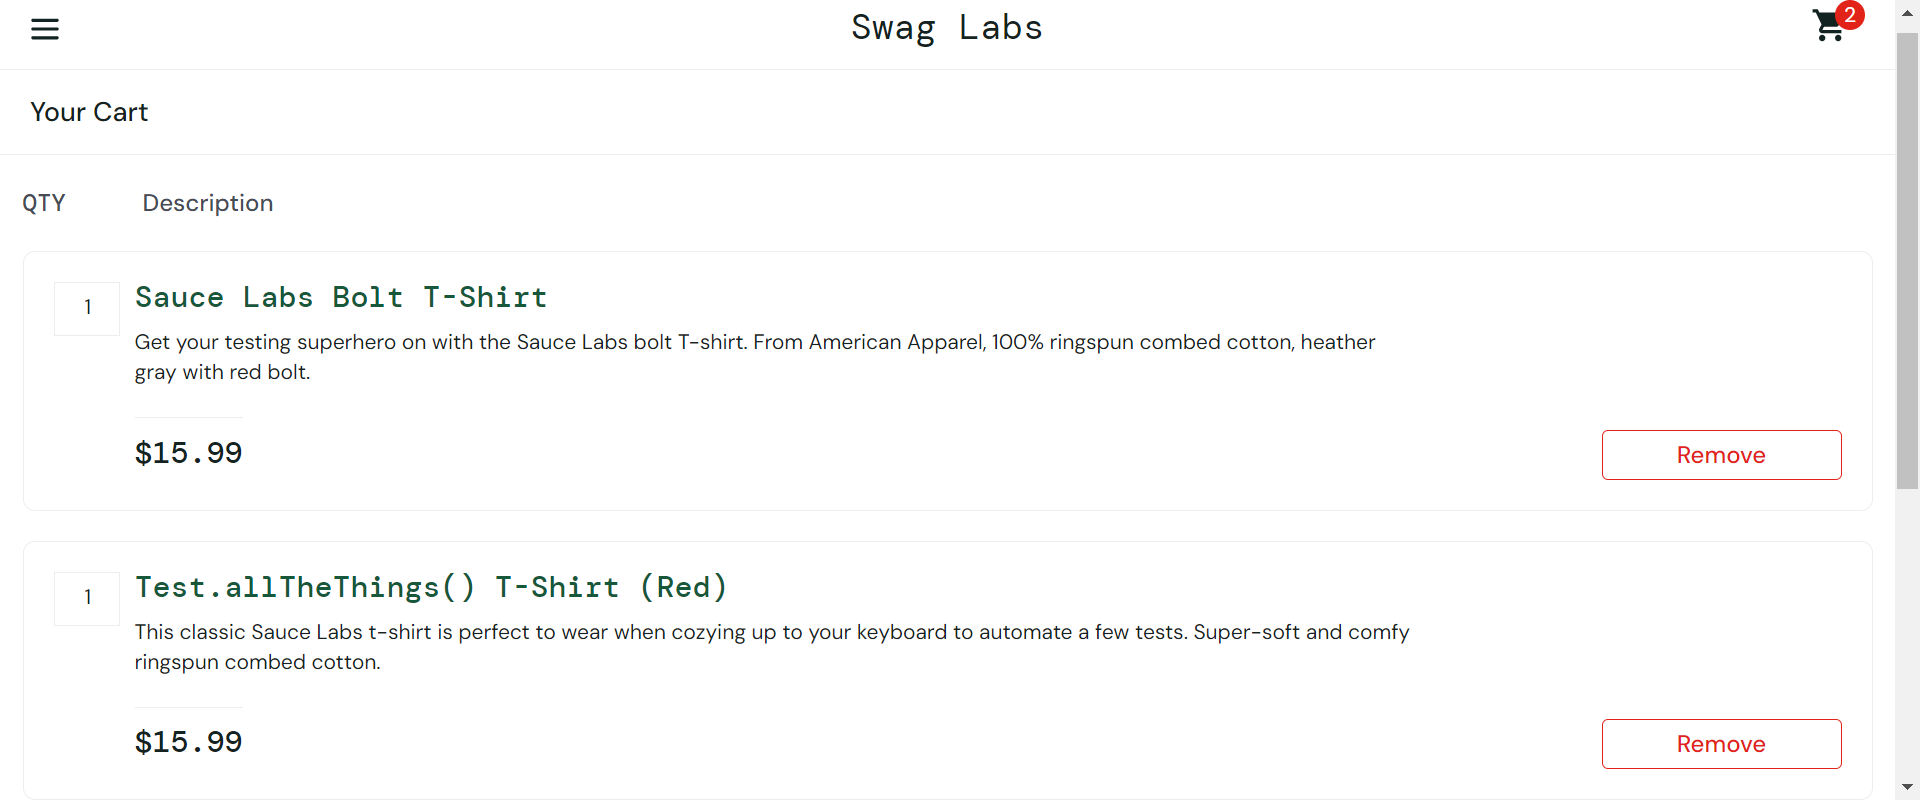 Swag Labs
2
Your Cart
QTY Description
1
Sauce Labs Bolt T-Shirt
Get your testing superhero on with the Sauce Labs bolt T-shirt. From American Apparel, 100% ringspun combed cotton, heather
gray with red bolt.
$15.99
Remove
1
Test.allTheThings() T-Shirt (Red)
This classic Sauce Labs t-shirt is perfect to wear when cozying up to your keyboard to automate a few tests. Super-soft and comfy
ringspun combed cotton.
$15.99
Remove